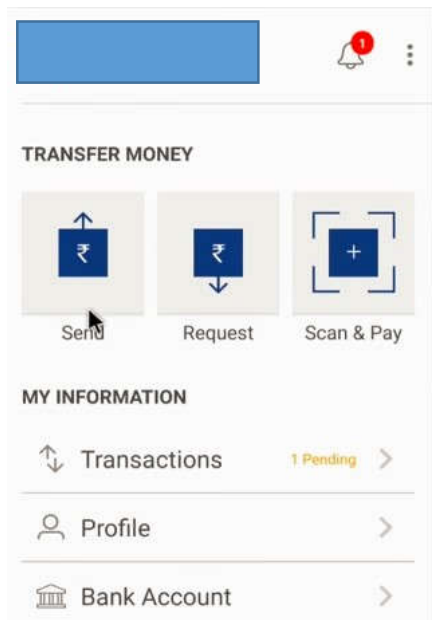 1
TRANSFER MONEY
₹ ₹ +
Send Request Scan & Pay
MY INFORMATION
Transactions 1 Pending
Profile
Bank Account